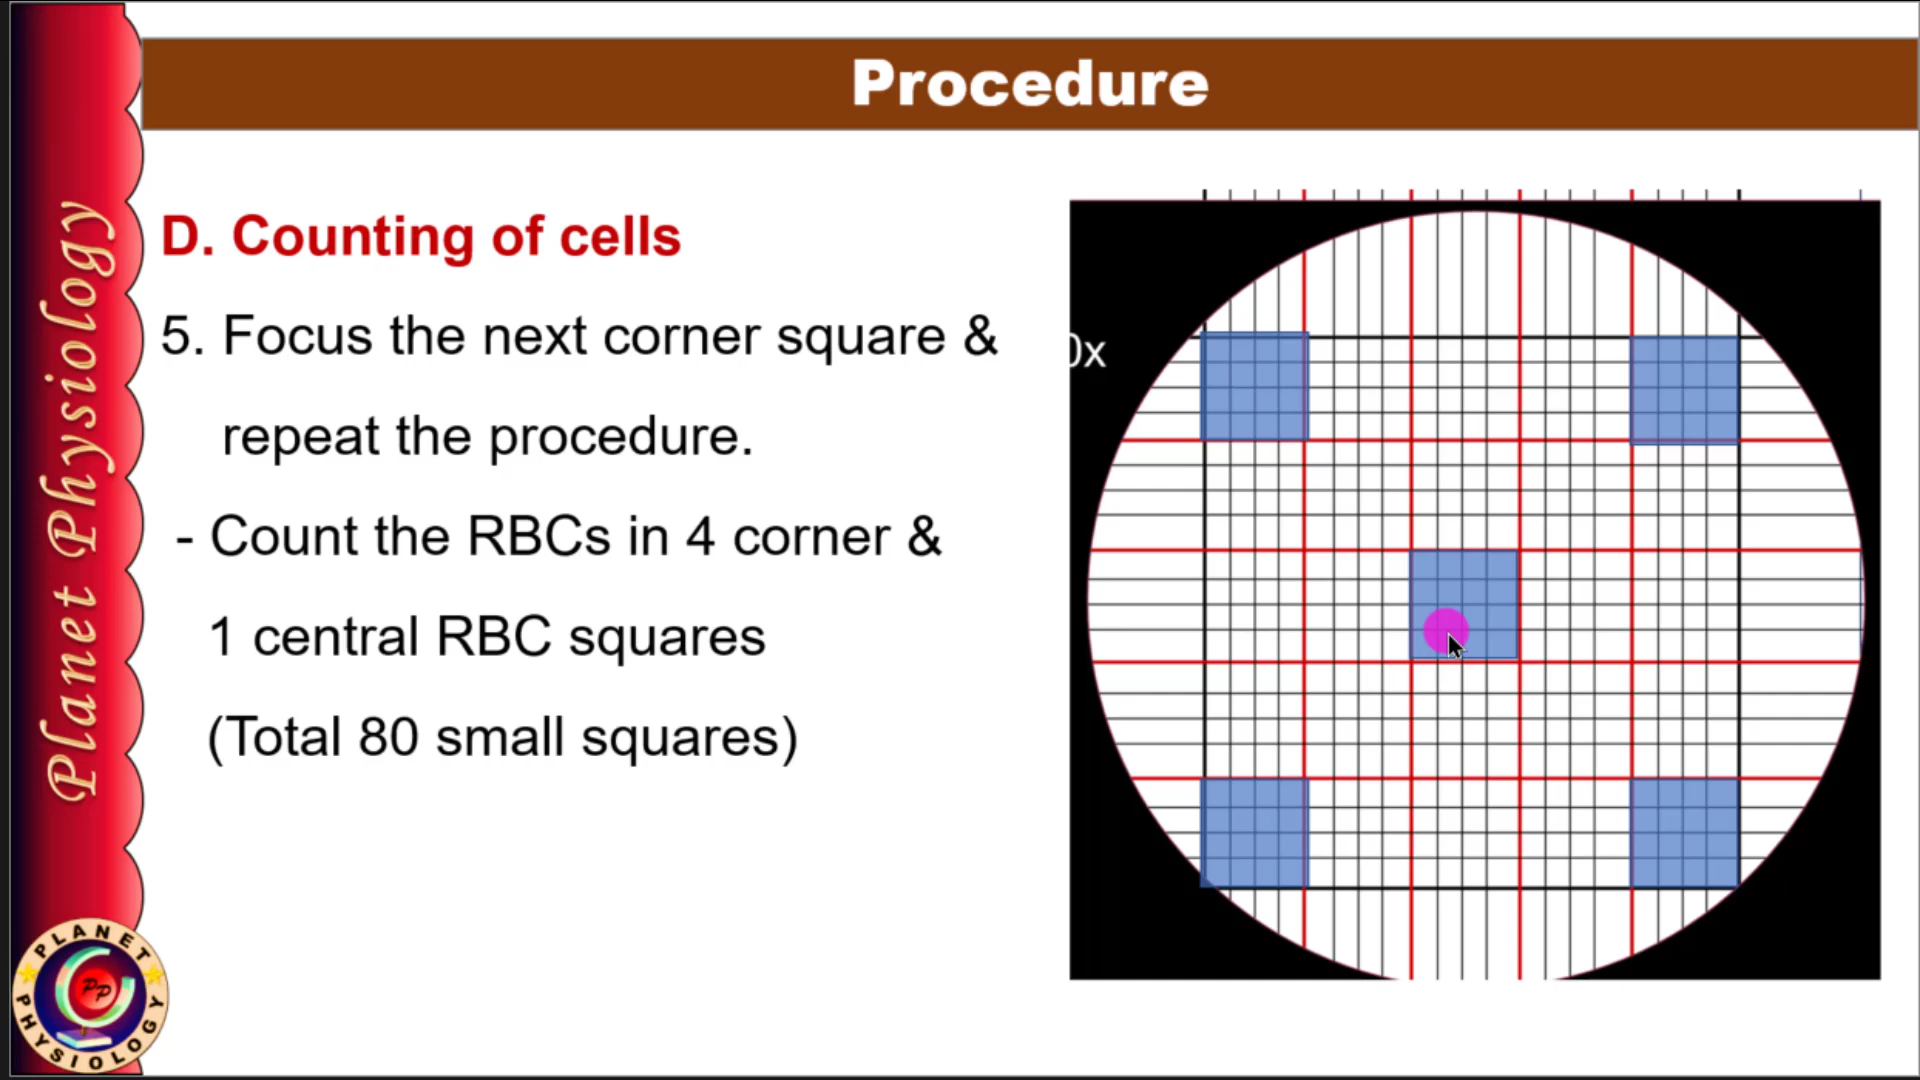 Procedure
Planet Physiology
D. Counting of cells
5. Focus the next corner square &
repeat the procedure.
- Count the RBCs in 4 corner &
1 central RBC squares
(Total 80 small squares)
0x
PLANET
PP
PHYSIOLOGY